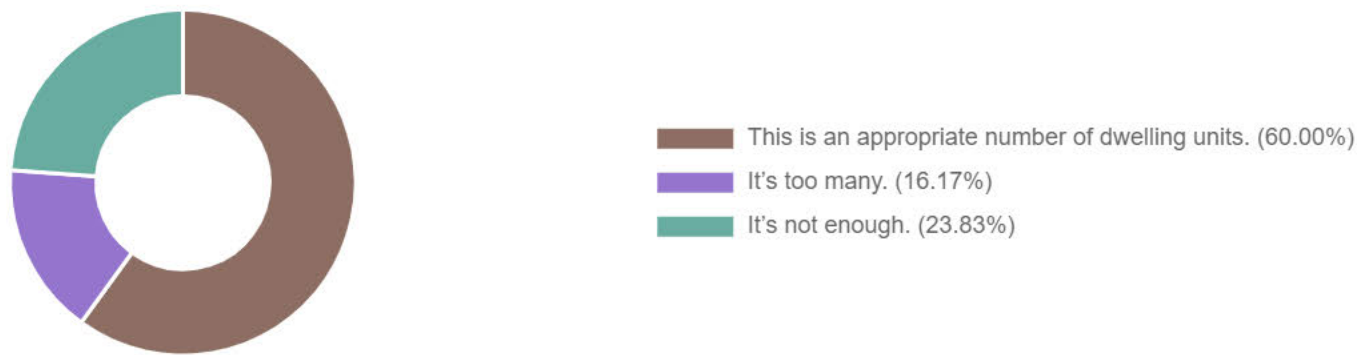 This is an appropriate number of dwelling units. (60.00%)
It’s too many. (16.17%)
It’s not enough. (23.83%)